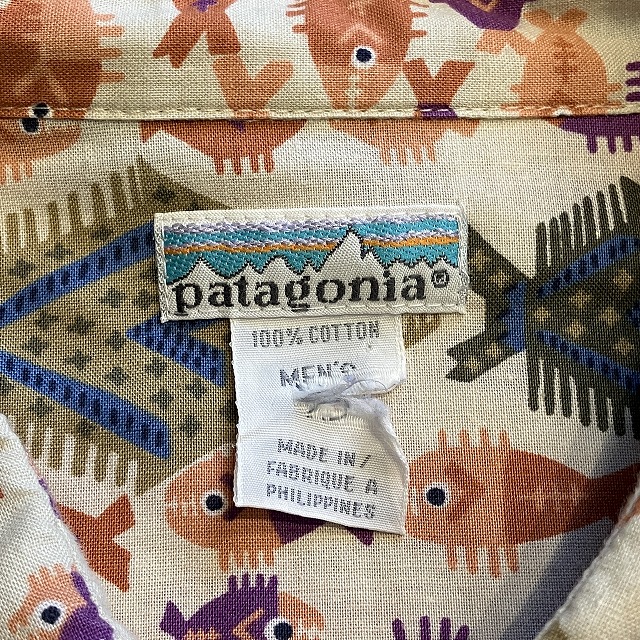 patagonia®
100% COTTON
MEN'S
MADE IN/
FABRIQUE A
PHILIPPINES